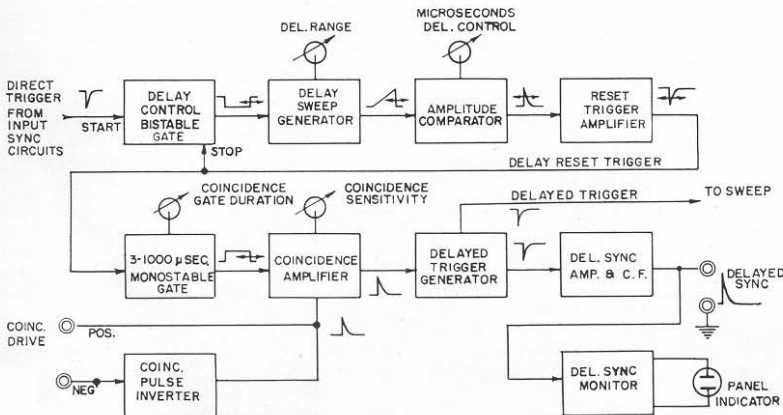 DEL. RANGE
MICROSECONDS
DEL. CONTROL
DIRECT
TRIGGER
FROM
INPUT
SYNC
CIRCUITS
START
DELAY
CONTROL
BISTABLE
GATE
STOP
DELAY
SWEEP
GENERATOR
AMPLITUDE
COMPARATOR
RESET
TRIGGER
AMPLIFIER
DELAY RESET TRIGGER
COINCIDENCE
GATE DURATION
COINCIDENCE
SENSITIVITY
DELAYED TRIGGER
TO SWEEP
3-1000 µSEC,
MONOSTABLE
GATE
COINCIDENCE
AMPLIFIER
DELAYED
TRIGGER
GENERATOR
DEL. SYNC
AMP. & C.F.
DELAYED
SYNC
COINC.
DRIVE
POS.
NEG
COINC.
PULSE
INVERTER
DEL. SYNC
MONITOR
PANEL
INDICATOR